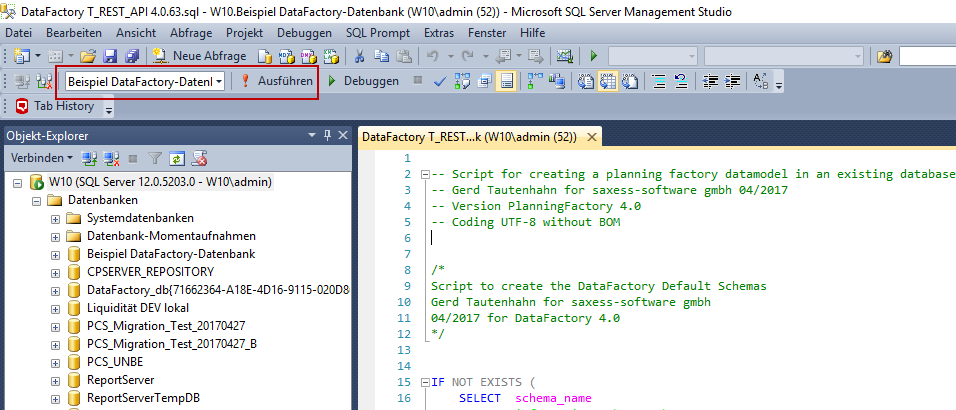 DataFactory T_REST_API 4.0.63.sql - W10.Beispiel DataFactory-Datenbank (W10\admin (52)) - Microsoft SQL Server Management Studio
Datei Bearbeiten Ansicht Abfrage Projekt Debuggen SQL Prompt Extras Fenster Hilfe
Neue Abfrage MDX DMX XMLA
Beispiel DataFactory-Datenl Ausführen Debuggen
Tab History
Objekt-Explorer
Verbinden
W10 (SQL Server 12.0.5203.0 - W10\admin)
Datenbanken
Systemdatenbanken
Datenbank-Momentaufnahmen
Beispiel DataFactory-Datenbank
CPSERVER_REPOSITORY
DataFactory_db{71662364-A18E-4D16-9115-020D8
Liquidität DEV lokal
PCS_Migration_Test_20170427
PCS_Migration_Test_20170427_B
PCS_UNBE
ReportServer
ReportServerTempDB
DataFactory T_REST...k (W10\admin (52))
1
2 -- Script for creating a planning factory datamodel in an existing database
3 -- Gerd Tautenhahn for saxess-software gmbh 04/2017
4 -- Version PlanningFactory 4.0
5 -- Coding UTF-8 without BOM
6
7
8 /*
9 Script to create the DataFactory Default Schemas
10 Gerd Tautenhahn for saxess-software gmbh
11 04/2017 for DataFactory 4.0
12 */
13
14
15 IF NOT EXISTS (
16 SELECT schema_name